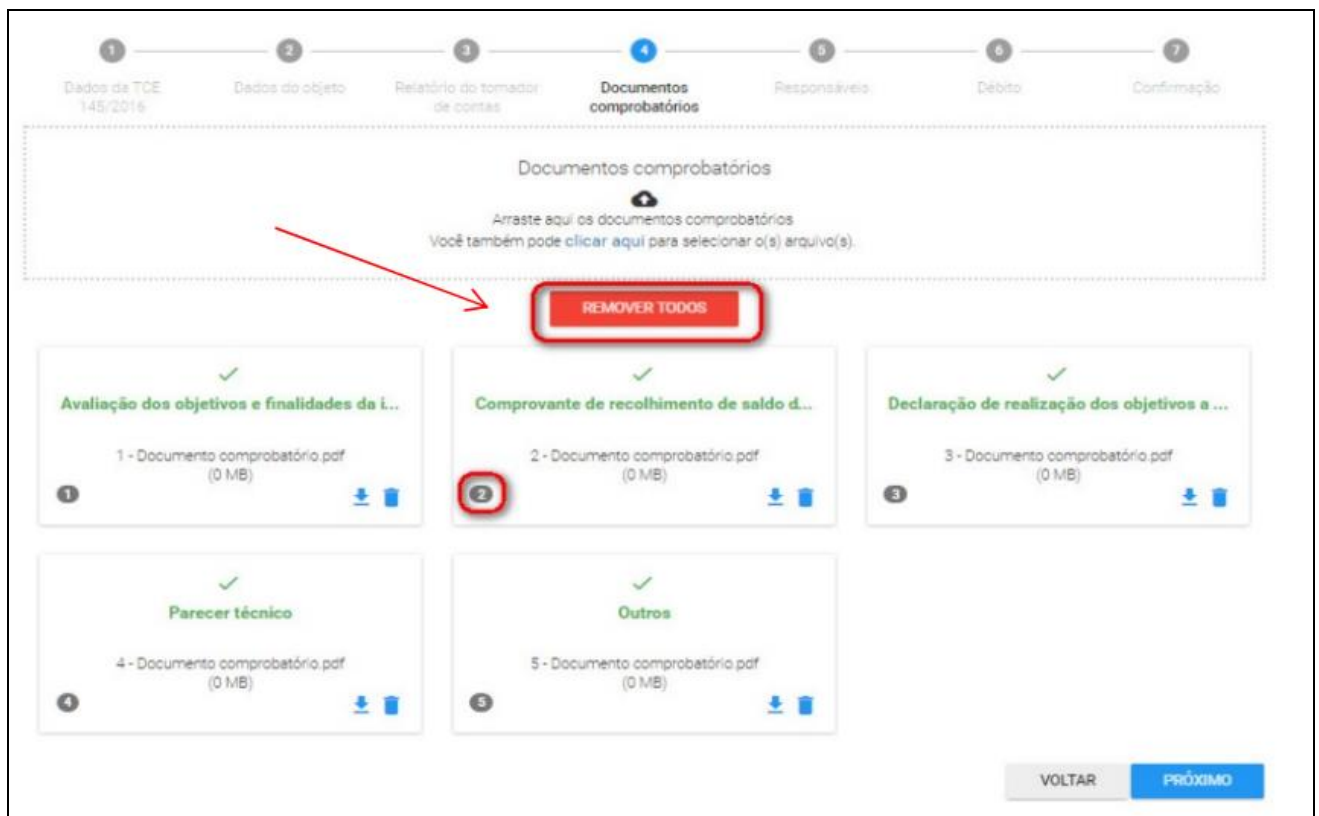 1 2 3 4 5 6 7
Dados da TCE Dados do objeto Relatório do tomador Documentos Responsáveis Débito Confirmação
145/2016 de contas comprobatórios
Documentos comprobatórios
Arraste aqui os documentos comprobatórios
Você também pode clicar aqui para selecionar o(s) arquivo(s).
REMOVER TODOS
Avaliação dos objetivos e finalidades da i...
1 - Documento comprobatório.pdf
(0 MB)
1
Comprovante de recolhimento de saldo d...
2 - Documento comprobatório.pdf
(0 MB)
2
Declaração de realização dos objetivos a ...
3 - Documento comprobatório.pdf
(0 MB)
3
Parecer técnico
4 - Documento comprobatório.pdf
(0 MB)
4
Outros
5 - Documento comprobatório.pdf
(0 MB)
5
VOLTAR PRÓXIMO